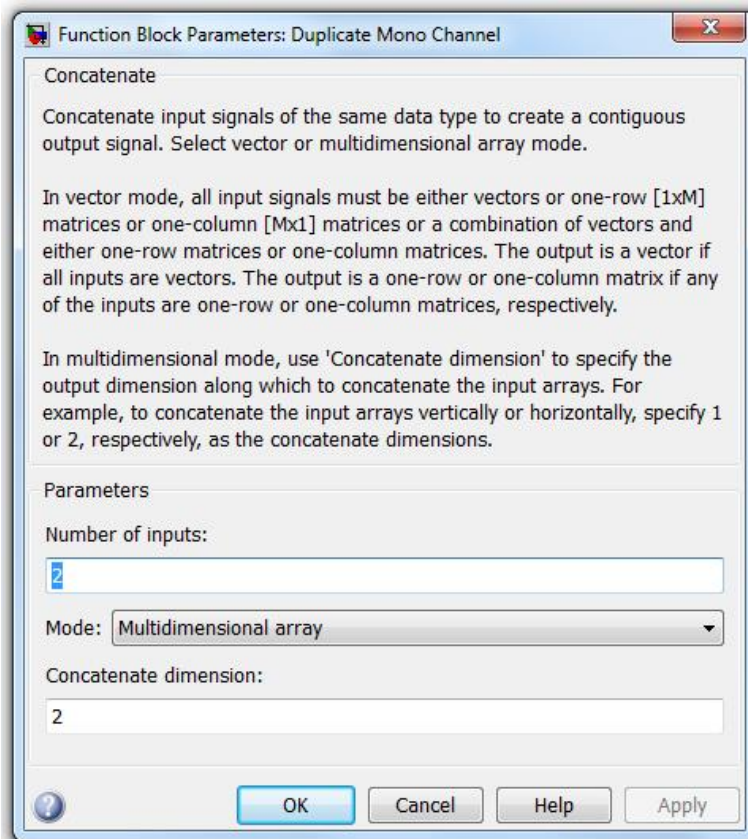 Function Block Parameters: Duplicate Mono Channel
Concatenate
Concatenate input signals of the same data type to create a contiguous
output signal. Select vector or multidimensional array mode.
In vector mode, all input signals must be either vectors or one-row [1xM]
matrices or one-column [Mx1] matrices or a combination of vectors and
either one-row matrices or one-column matrices. The output is a vector if
all inputs are vectors. The output is a one-row or one-column matrix if any
of the inputs are one-row or one-column matrices, respectively.
In multidimensional mode, use 'Concatenate dimension' to specify the
output dimension along which to concatenate the input arrays. For
example, to concatenate the input arrays vertically or horizontally, specify 1
or 2, respectively, as the concatenate dimensions.
Parameters
Number of inputs:
2
Mode: Multidimensional array
Concatenate dimension:
2
OK Cancel Help Apply